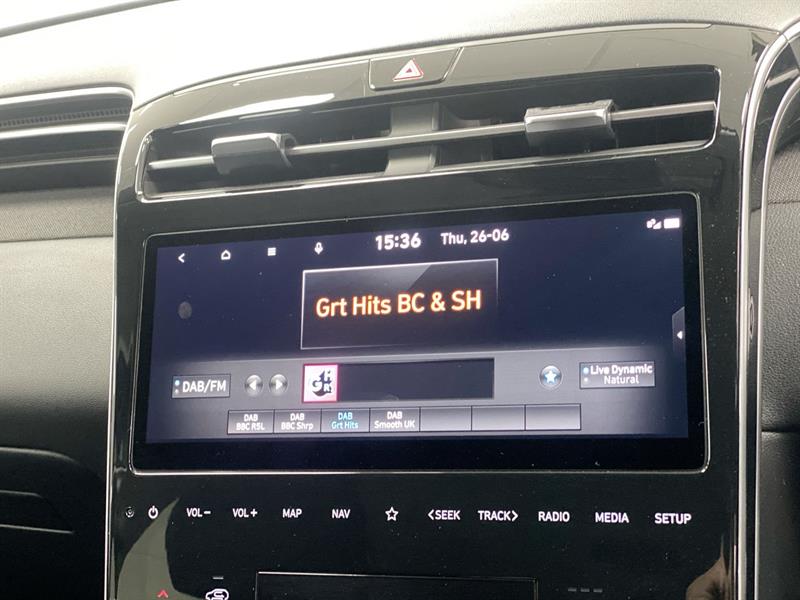 15:36 Thu, 26-06
Grt Hits BC & SH
DAB/FM
GHR
Live Dynamic
Natural
DAB
BBC R5L
DAB
BBC Shrp
DAB
Grt Hits
DAB
Smooth UK
VOL− VOL+ MAP NAV <SEEK TRACK> RADIO MEDIA SETUP